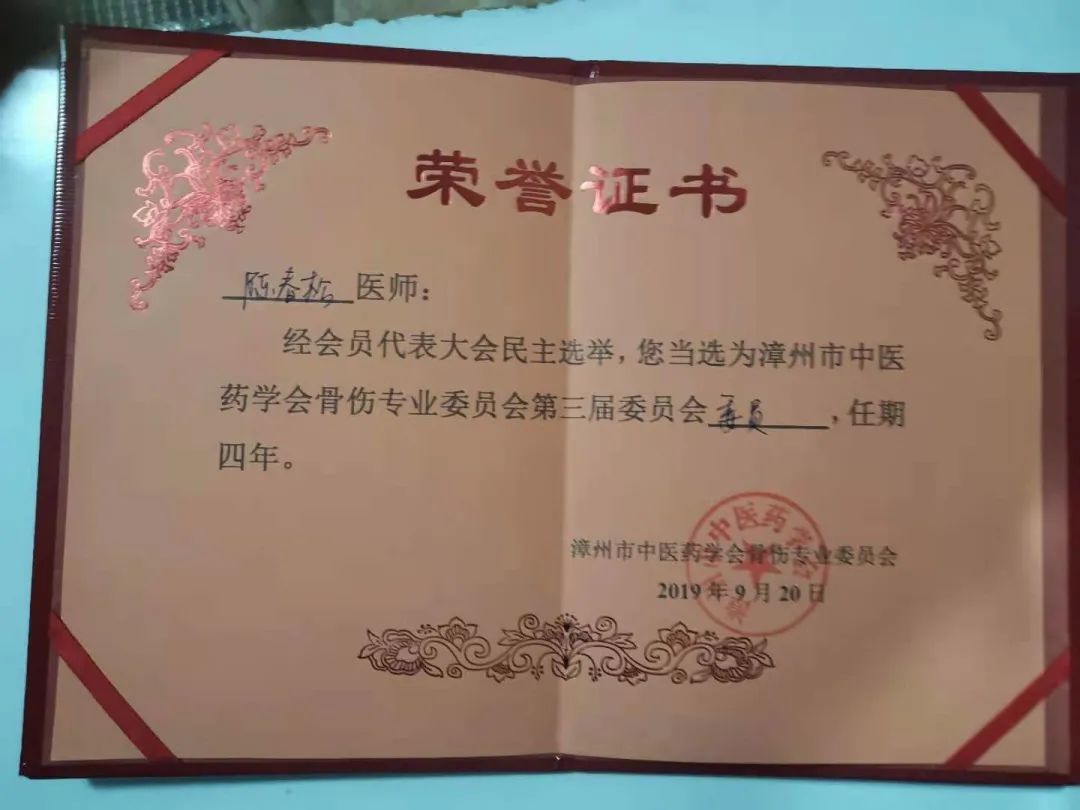 荣誉证书
陈春松医师：
经会员代表大会民主选举，您当选为漳州市中医
药学会骨伤专业委员会第三届委员会委员，任期
四年。
漳州市中医药学会骨伤专业委员会
2019年9月20日